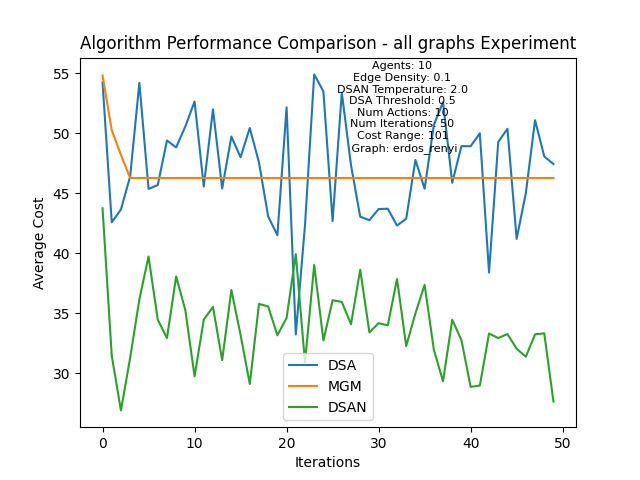 Algorithm Performance Comparison - all graphs Experiment
Agents: 10
Edge Density: 0.1
DSAN Temperature: 2.0
DSA Threshold: 0.5
Num Actions: 10
Num Iterations: 50
Cost Range: 101
Graph: erdos_renyi
55
50
45
40
35
30
Average Cost
DSA
MGM
DSAN
0
10
20
30
40
50
Iterations